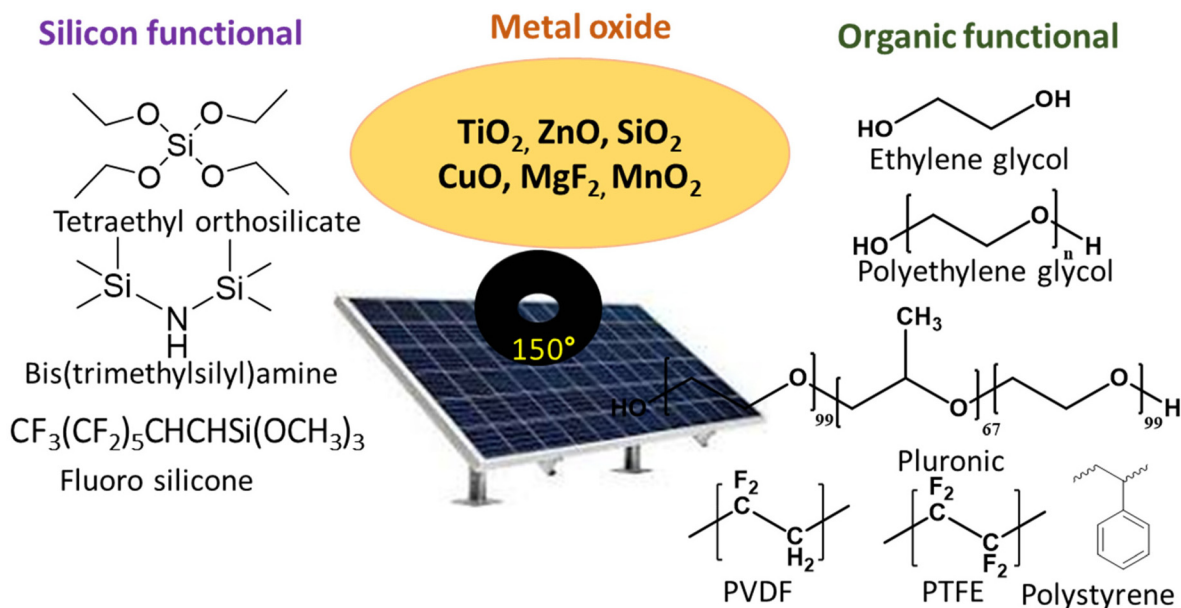 Silicon functional
Metal oxide
Organic functional
O
O
Si
O
O
Tetraethyl orthosilicate
Si
Si
N
H
Bis(trimethylsilyl)amine
CF₃(CF₂)₅CHCHSi(OCH₃)₃
Fluoro silicone
TiO₂, ZnO, SiO₂
CuO, MgF₂, MnO₂
150°
OH
HO
Ethylene glycol
O
HO
n
H
Polyethylene glycol
CH₃
HO
O
99
O
67
O
99
H
Pluronic
F₂
C
C
H₂
PVDF
F₂
C
C
F₂
PTFE
Polystyrene